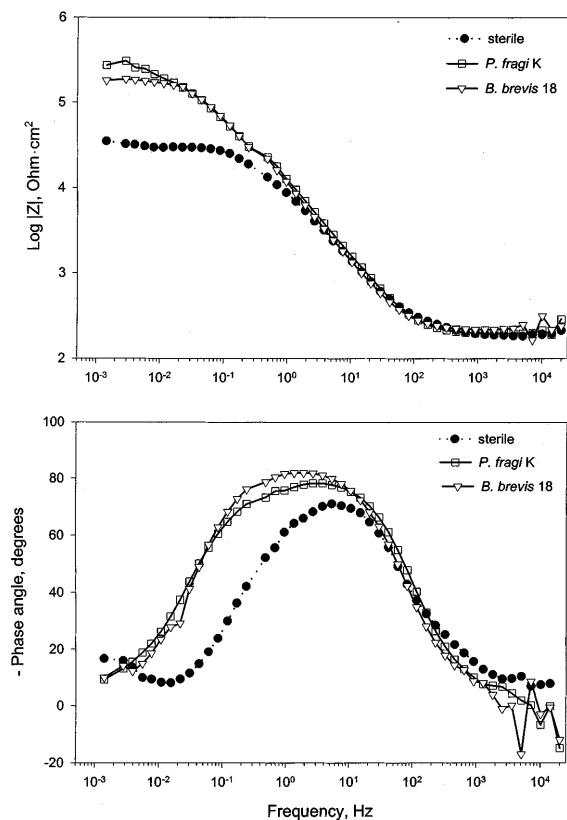 6
5
4
3
2
Log |Z|, Ohm·cm²
sterile
P. fragi K
B. brevis 18
10⁻³ 10⁻² 10⁻¹ 10⁰ 10¹ 10² 10³ 10⁴
100
80
60
40
20
0
-20
- Phase angle, degrees
sterile
P. fragi K
B. brevis 18
10⁻³ 10⁻² 10⁻¹ 10⁰ 10¹ 10² 10³ 10⁴
Frequency, Hz